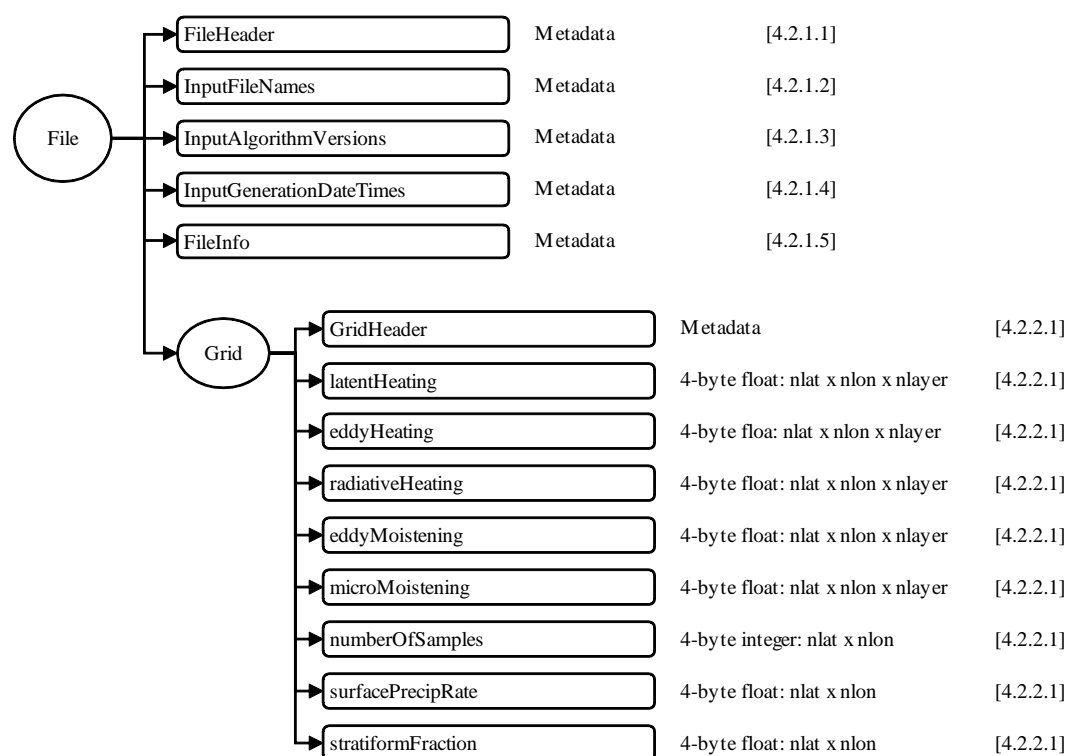 FileHeader Metadata [4.2.1.1]
InputFileNames Metadata [4.2.1.2]
File
InputAlgorithmVersions Metadata [4.2.1.3]
InputGenerationDateTimes Metadata [4.2.1.4]
FileInfo Metadata [4.2.1.5]
Grid
GridHeader Metadata [4.2.2.1]
latentHeating 4-byte float: nlat x nlon x nlayer [4.2.2.1]
eddyHeating 4-byte floa: nlat x nlon x nlayer [4.2.2.1]
radiativeHeating 4-byte float: nlat x nlon x nlayer [4.2.2.1]
eddyMoistening 4-byte float: nlat x nlon x nlayer [4.2.2.1]
microMoistening 4-byte float: nlat x nlon x nlayer [4.2.2.1]
numberOfSamples 4-byte integer: nlat x nlon [4.2.2.1]
surfacePrecipRate 4-byte float: nlat x nlon [4.2.2.1]
stratiformFraction 4-byte float: nlat x nlon [4.2.2.1]